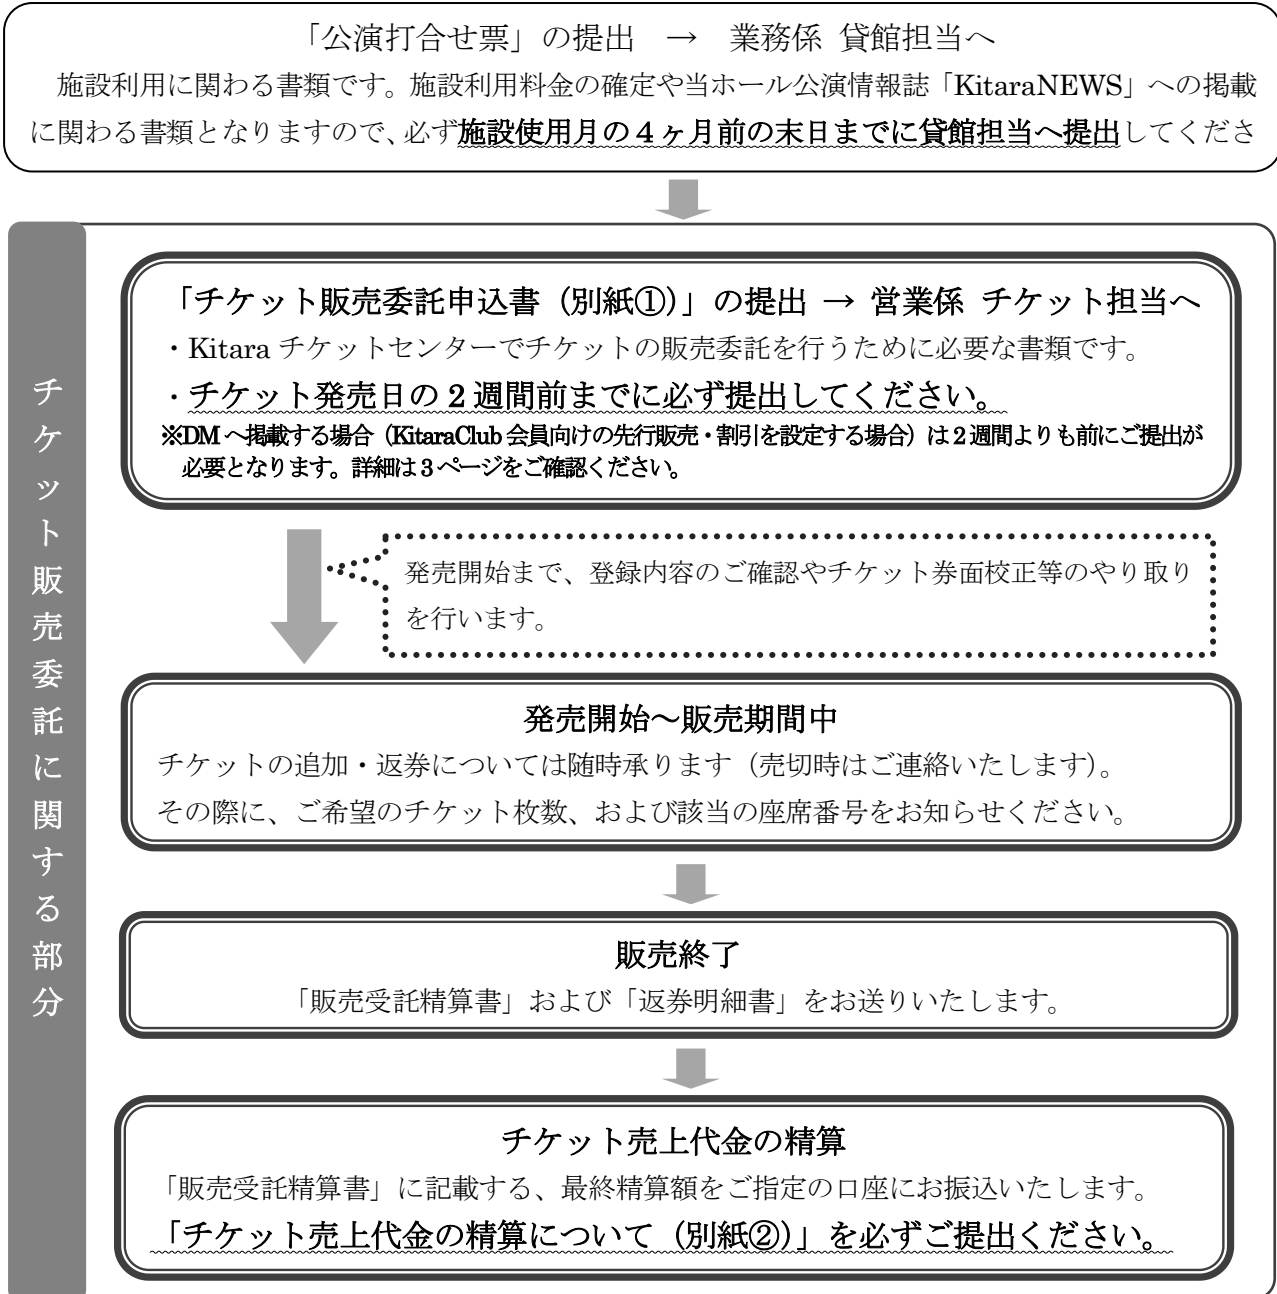 「公演打合せ票」の提出　→　業務係 貸館担当へ
施設利用に関わる書類です。施設利用料金の確定や当ホール公演情報誌「KitaraNEWS」への掲載
に関わる書類となりますので、必ず施設使用月の４ヶ月前の末日までに貸館担当へ提出してくださ
チケット販売委託に関する部分
「チケット販売委託申込書（別紙①）」の提出 → 営業係 チケット担当へ
・Kitara チケットセンターでチケットの販売委託を行うために必要な書類です。
・チケット発売日の２週間前までに必ず提出してください。
※DM へ掲載する場合（KitaraClub 会員向けの先行販売・割引を設定する場合）は２週間よりも前にご提出が
必要となります。詳細は３ページをご確認ください。
発売開始まで、登録内容のご確認やチケット券面校正等のやり取り
を行います。
発売開始～販売期間中
チケットの追加・返券については随時承ります（売切時はご連絡いたします）。
その際に、ご希望のチケット枚数、および該当の座席番号をお知らせください。
販売終了
「販売受託精算書」および「返券明細書」をお送りいたします。
チケット売上代金の精算
「販売受託精算書」に記載する、最終精算額をご指定の口座にお振込いたします。
「チケット売上代金の精算について（別紙②）」を必ずご提出ください。